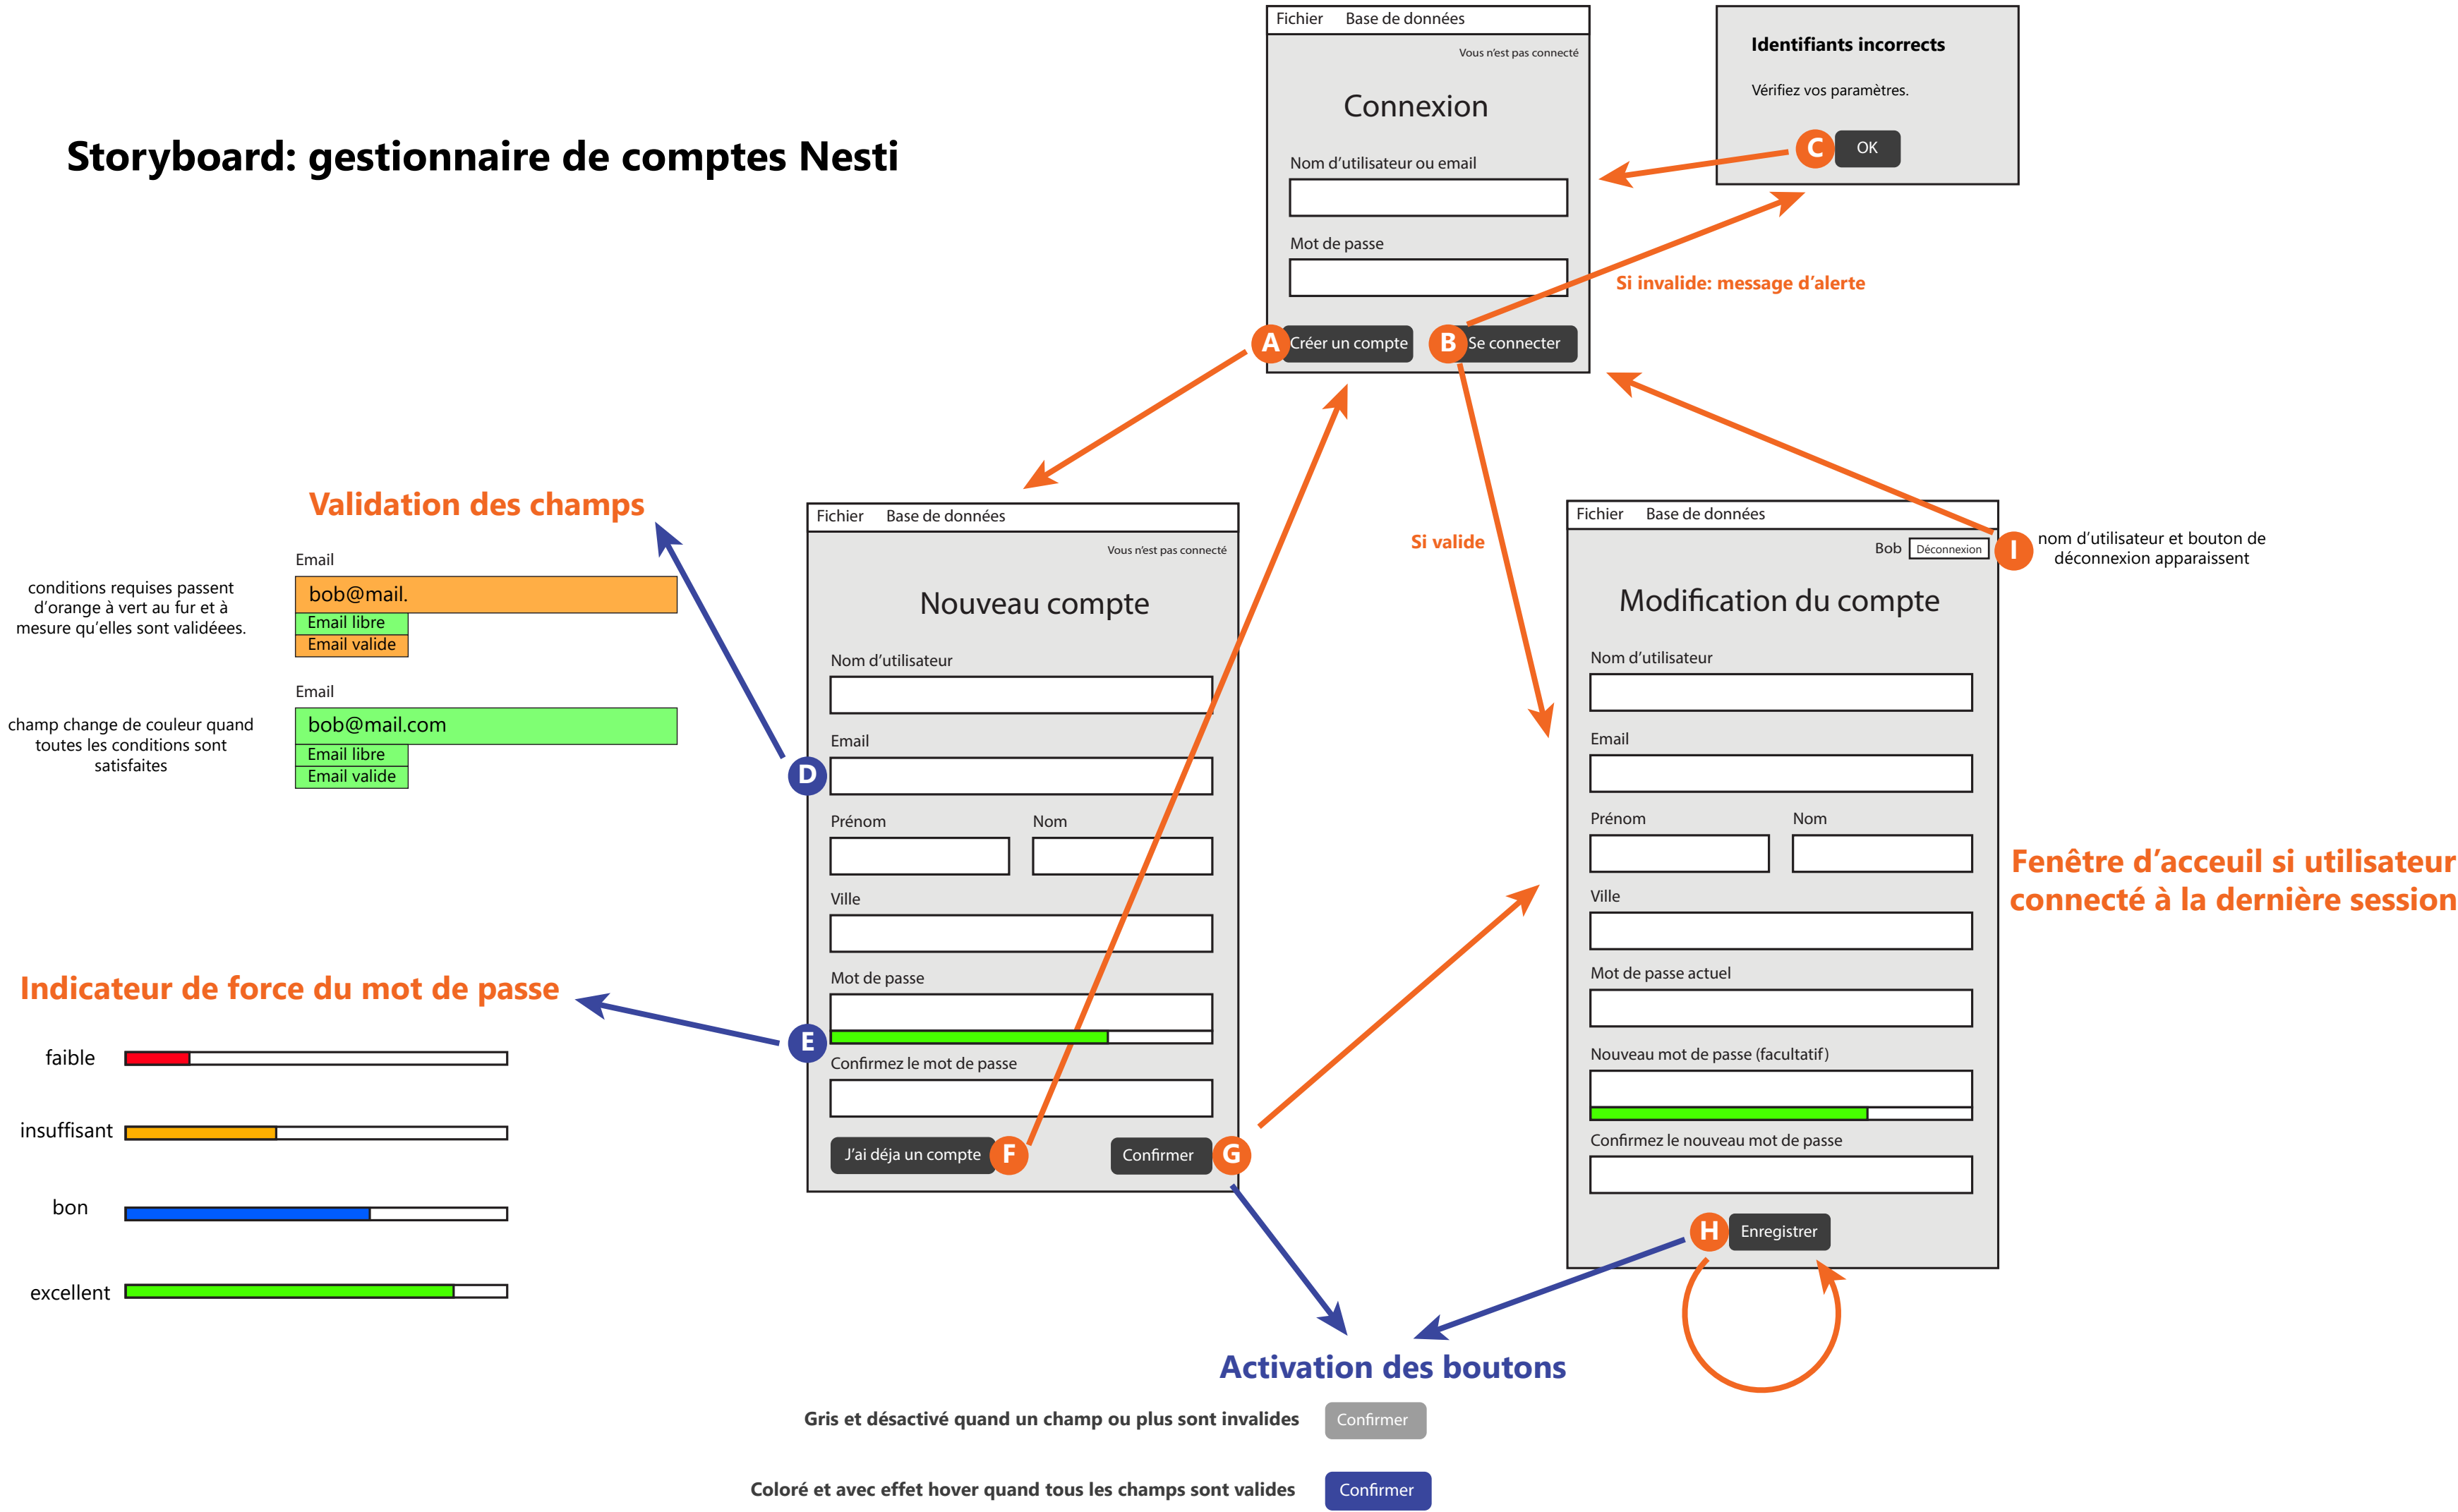 Storyboard: gestionnaire de comptes Nesti
Fichier Base de données
Vous n'est pas connecté
Connexion
Nom d'utilisateur ou email
Mot de passe
A Créer un compte
B Se connecter
Identifiants incorrects
Vérifiez vos paramètres.
C OK
Si invalide: message d'alerte
Si valide
Validation des champs
Email
bob@mail.
Email libre
Email valide
conditions requises passent
d'orange à vert au fur et à
mesure qu'elles sont validéees.
Email
bob@mail.com
Email libre
Email valide
champ change de couleur quand
toutes les conditions sont
satisfaites
Indicateur de force du mot de passe
faible
insuffisant
bon
excellent
Fichier Base de données
Vous n'est pas connecté
Nouveau compte
Nom d'utilisateur
Email
D
Prénom Nom
Ville
Mot de passe
E
Confirmez le mot de passe
J'ai déja un compte F
Confirmer G
Fichier Base de données
Bob Déconnexion I
nom d'utilisateur et bouton de
déconnexion apparaissent
Modification du compte
Nom d'utilisateur
Email
Prénom Nom
Ville
Mot de passe actuel
Nouveau mot de passe (facultatif)
Confirmez le nouveau mot de passe
H Enregistrer
Fenêtre d'acceuil si utilisateur
connecté à la dernière session
Activation des boutons
Gris et désactivé quand un champ ou plus sont invalides Confirmer
Coloré et avec effet hover quand tous les champs sont valides Confirmer